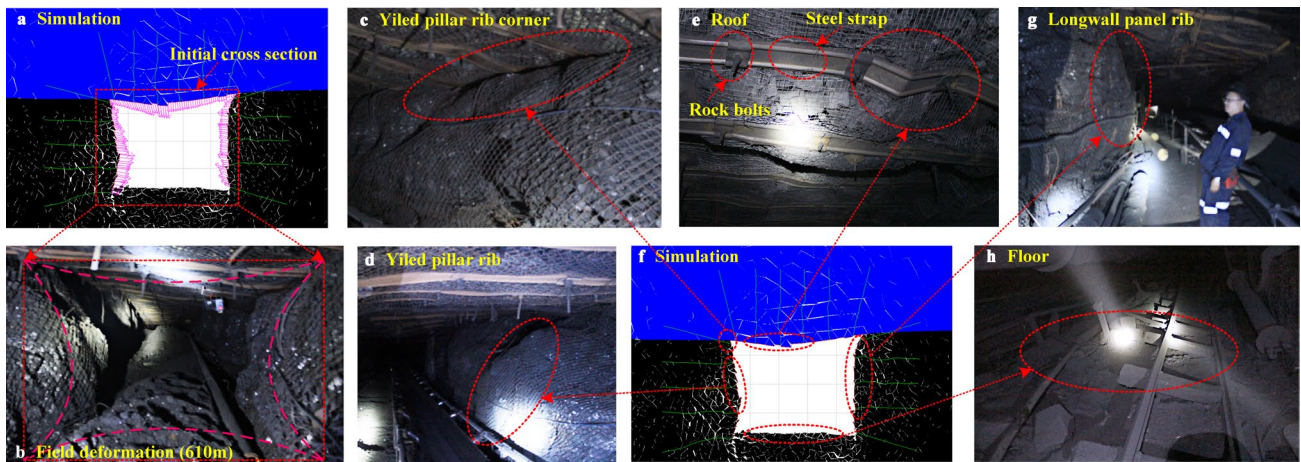 a Simulation
Initial cross section
c Yiled pillar rib corner
e Roof
Steel strap
Rock bolts
g Longwall panel rib
b Field deformation (610m)
d Yiled pillar rib
f Simulation
h Floor